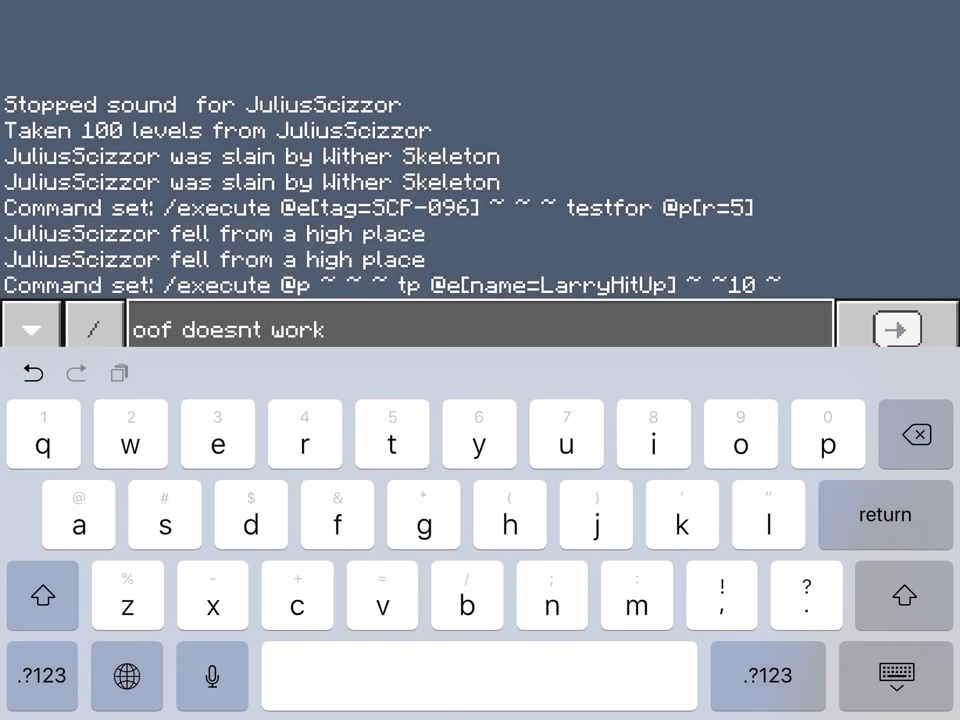 Stopped sound  for JuliusScizzor
Taken 100 levels from JuliusScizzor
JuliusScizzor was slain by Wither Skeleton
JuliusScizzor was slain by Wither Skeleton
Command set: /execute @e[tag=SCP-096] ~ ~ ~ testfor @p[r=5]
JuliusScizzor fell from a high place
JuliusScizzor fell from a high place
Command set: /execute @p ~ ~ ~ tp @e[name=LarryHitUp] ~ ~10 ~
/ oof doesnt work
1 2 3 4 5 6 7 8 9 0
q w e r t y u i o p
@ # $ & * ( ) ' "
a s d f g h j k l return
% - + = / ; : ! ?
z x c v b n m , .
.?123 .?123